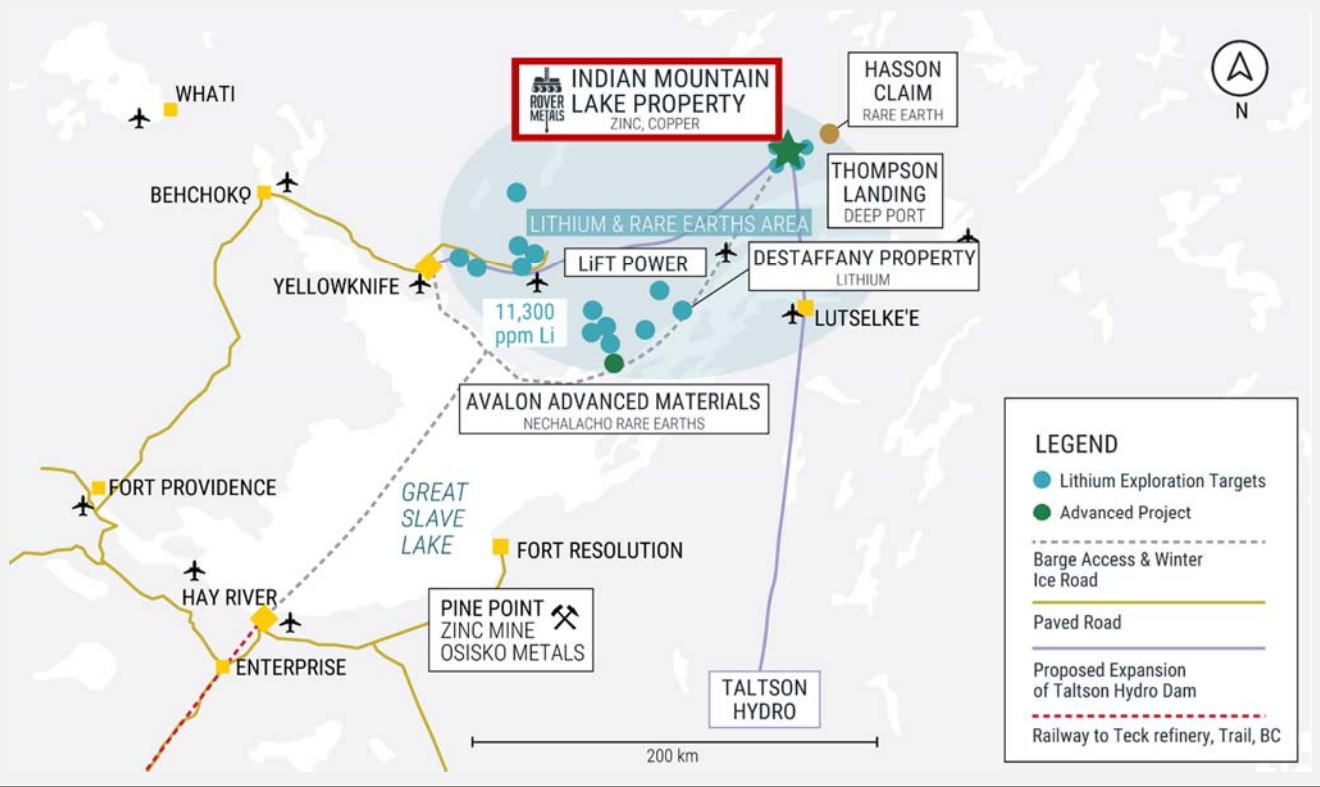 WHATI
BEHCHOKǪ
YELLOWKNIFE
ROVER
METALS
INDIAN MOUNTAIN
LAKE PROPERTY
ZINC, COPPER
HASSON
CLAIM
RARE EARTH
N
THOMPSON
LANDING
DEEP PORT
LITHIUM & RARE EARTHS AREA
LiFT POWER
DESTAFFANY PROPERTY
LITHIUM
11,300
ppm Li
LUTSELKE'E
AVALON ADVANCED MATERIALS
NECHALACHO RARE EARTHS
FORT PROVIDENCE
GREAT
SLAVE
LAKE
FORT RESOLUTION
HAY RIVER
PINE POINT
ZINC MINE
OSISKO METALS
ENTERPRISE
TALTSON
HYDRO
200 km
LEGEND
Lithium Exploration Targets
Advanced Project
Barge Access & Winter
Ice Road
Paved Road
Proposed Expansion
of Taltson Hydro Dam
Railway to Teck refinery, Trail, BC